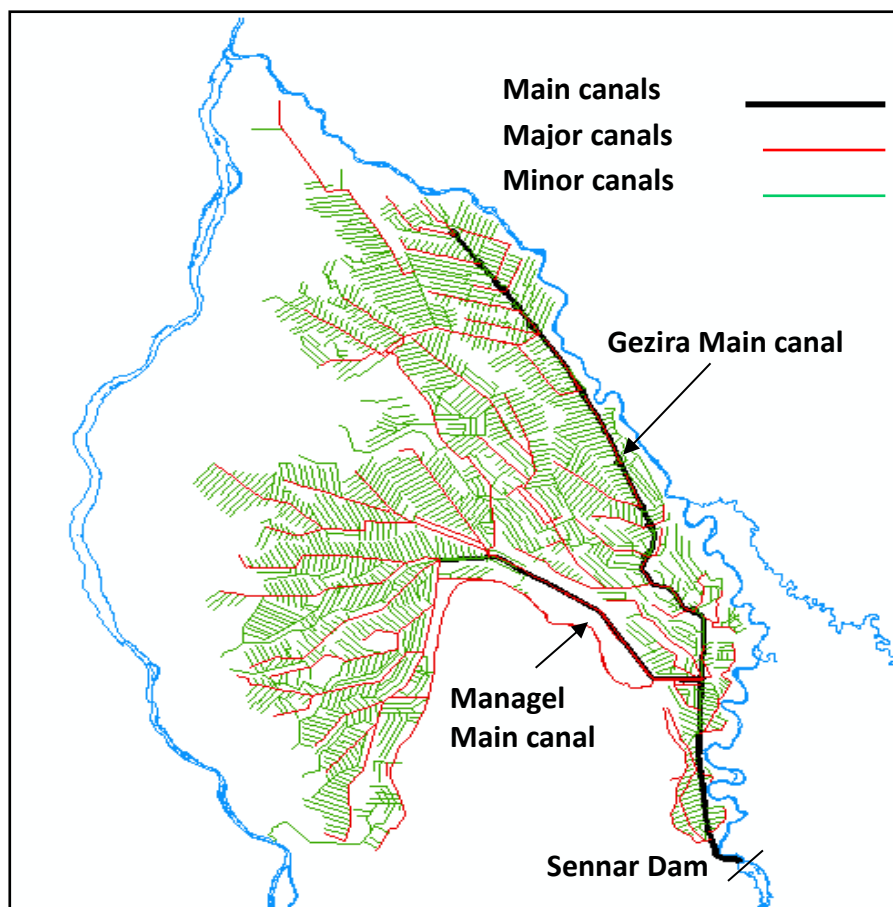 Main canals
Major canals
Minor canals
Gezira Main canal
Managel
Main canal
Sennar Dam